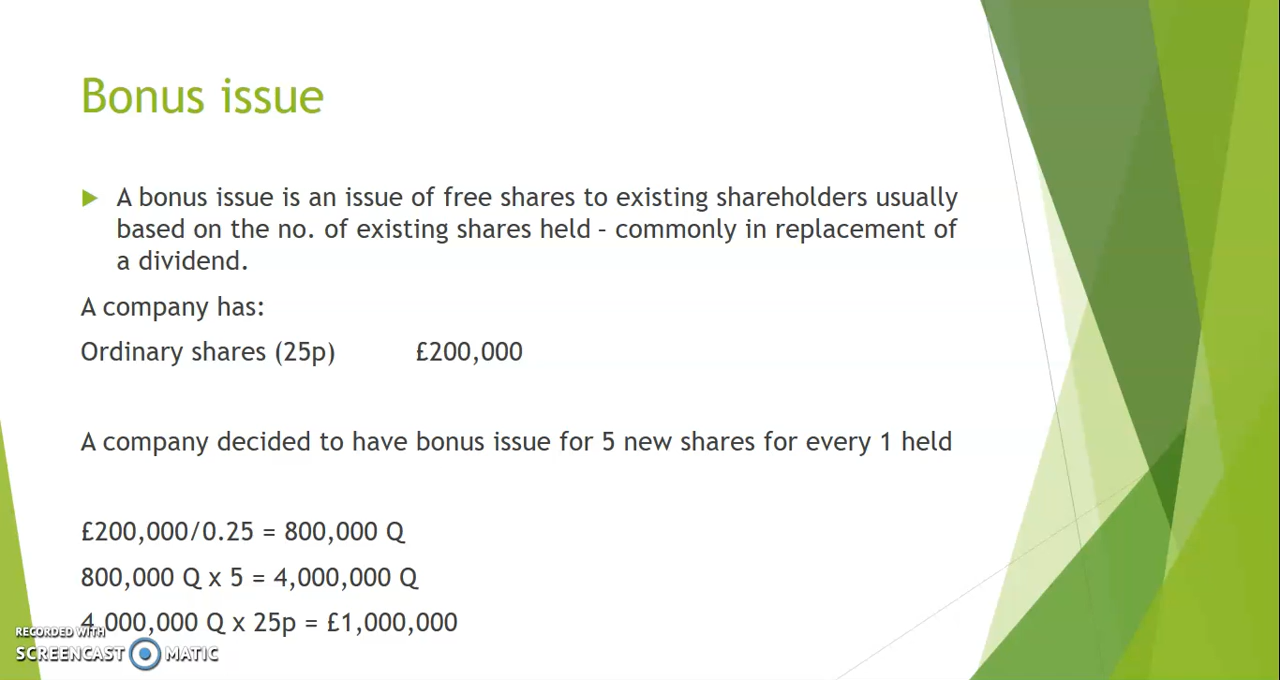 Bonus issue
A bonus issue is an issue of free shares to existing shareholders usually
based on the no. of existing shares held - commonly in replacement of
a dividend.
A company has:
Ordinary shares (25p) £200,000
A company decided to have bonus issue for 5 new shares for every 1 held
£200,000/0.25 = 800,000 Q
800,000 Q x 5 = 4,000,000 Q
4,000,000 Q x 25p = £1,000,000
RECORDED WITH
SCREENCAST MATIC